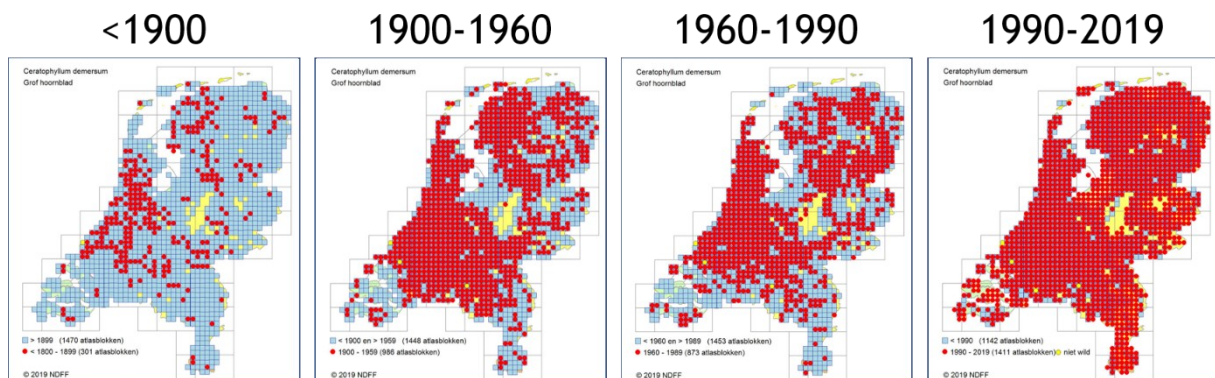 <1900
1900-1960
1960-1990
1990-2019
Ceratophyllum demersum
Grof hoornblad
> 1899 (1470 atlasblokken)
< 1800 - 1899 (301 atlasblokken)
© 2019 NDFF
Ceratophyllum demersum
Grof hoornblad
< 1900 en > 1959 (1448 atlasblokken)
1900 - 1959 (986 atlasblokken)
© 2019 NDFF
Ceratophyllum demersum
Grof hoornblad
< 1960 en > 1989 (1453 atlasblokken)
1960 - 1989 (873 atlasblokken)
© 2019 NDFF
Ceratophyllum demersum
Grof hoornblad
< 1990 (1142 atlasblokken)
1990 - 2019 (1411 atlasblokken) niet wild
© 2019 NDFF